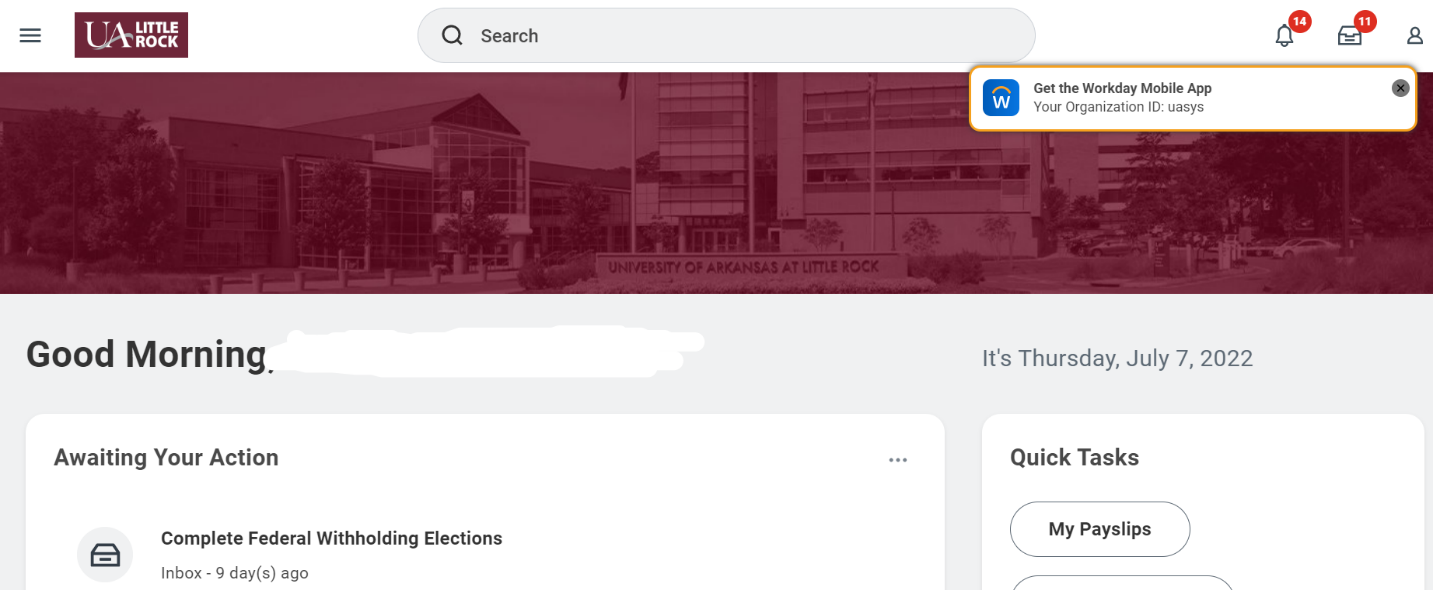 UA LITTLE ROCK
Search
14
11
Get the Workday Mobile App
Your Organization ID: uasys
UNIVERSITY OF ARKANSAS AT LITTLE ROCK
Good Morning,
It's Thursday, July 7, 2022
Awaiting Your Action
Quick Tasks
My Payslips
Complete Federal Withholding Elections
Inbox - 9 day(s) ago